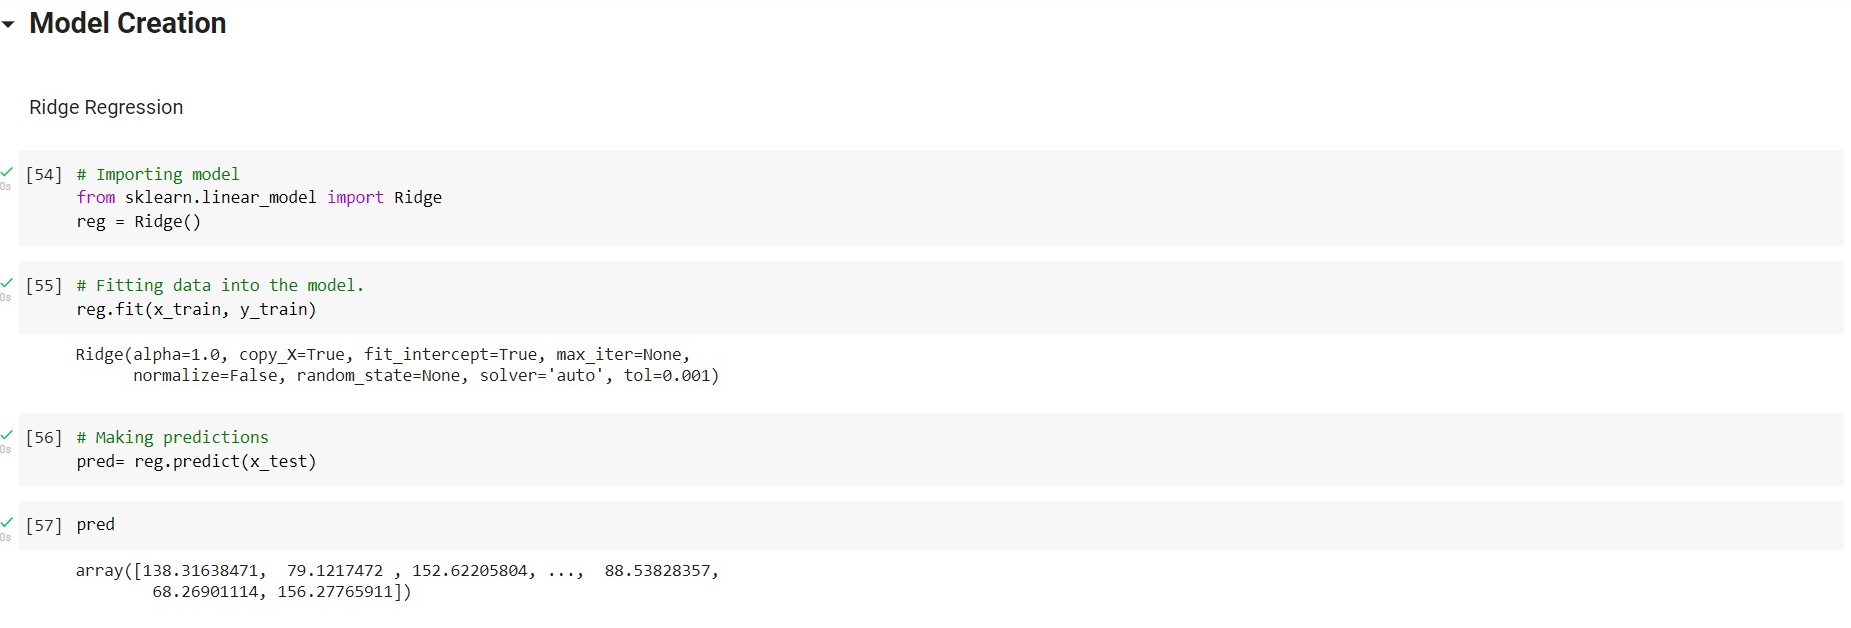 Model Creation
Ridge Regression
[54] # Importing model
from sklearn.linear_model import Ridge
reg = Ridge()
0s
[55] # Fitting data into the model.
reg.fit(x_train, y_train)
0s
Ridge(alpha=1.0, copy_X=True, fit_intercept=True, max_iter=None,
normalize=False, random_state=None, solver='auto', tol=0.001)
[56] # Making predictions
pred= reg.predict(x_test)
0s
[57] pred
0s
array([138.31638471,  79.1217472 , 152.62205804, ...,  88.53828357,
68.26901114, 156.27765911])